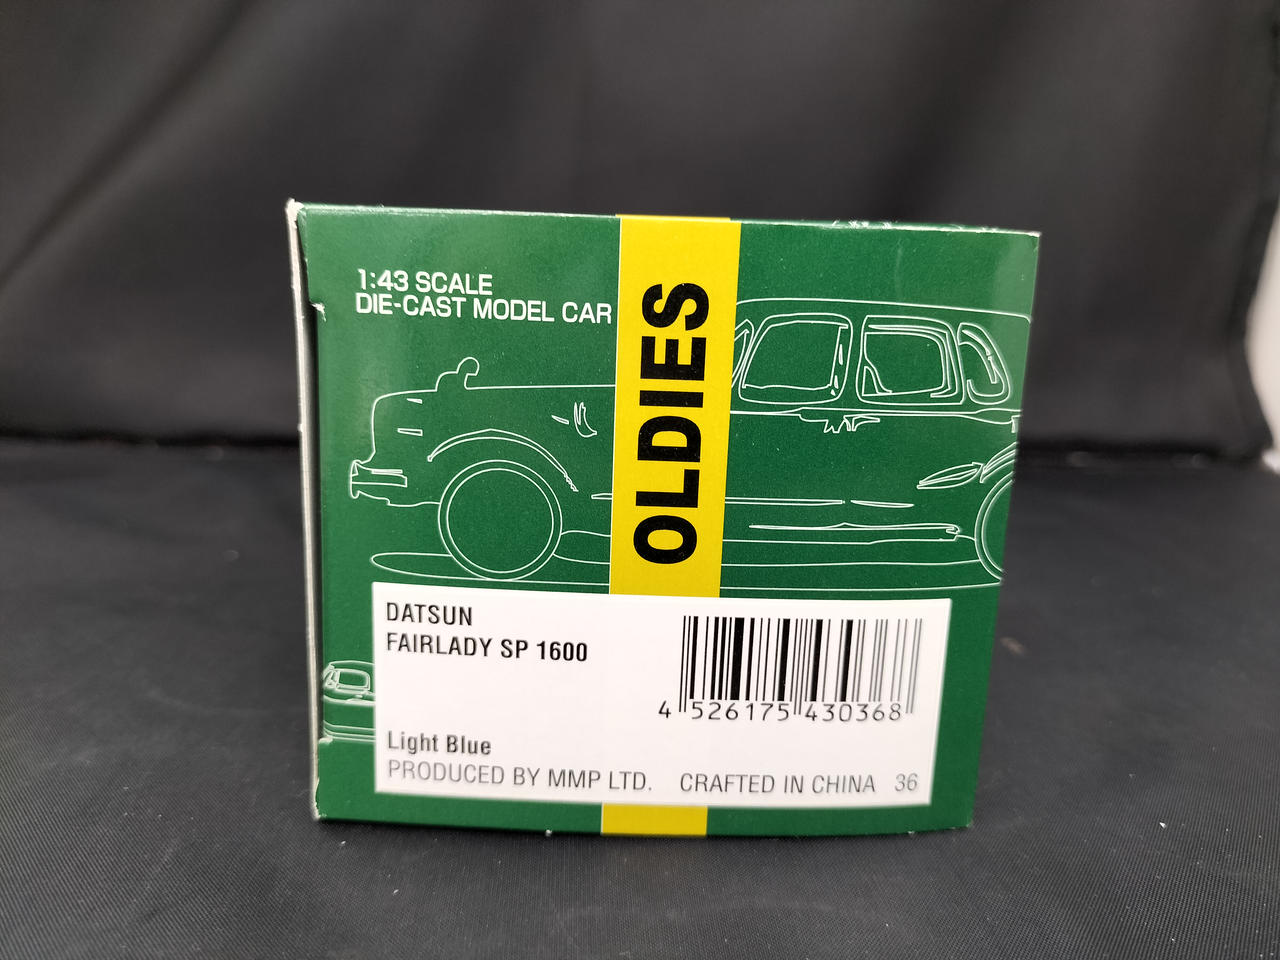 1:43 SCALE
DIE-CAST MODEL CAR
OLDIES
DATSUN
FAIRLADY SP 1600
4 526175 430368
Light Blue
PRODUCED BY MMP LTD. CRAFTED IN CHINA 36